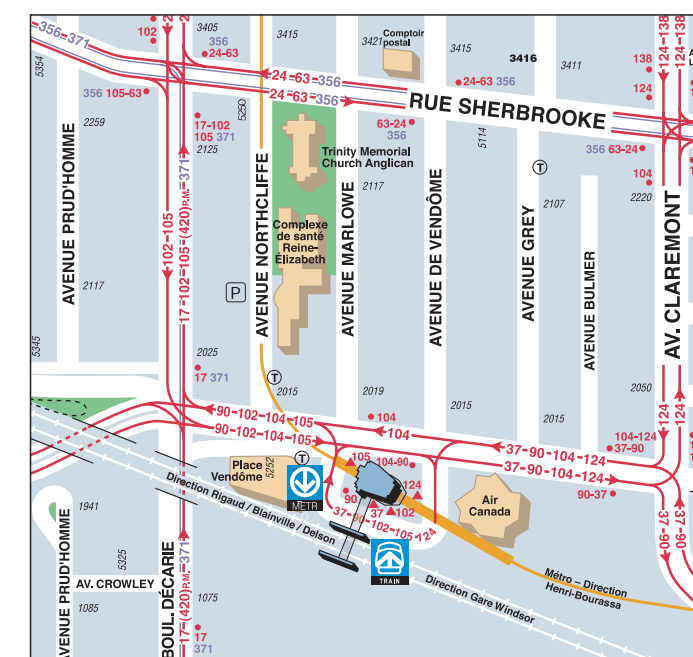 102
3405
356
24-63
3415
3421
Comptoir
postal
3415
3416
3411
138
124
124-138
124-138
356-371
5354
24-63-356
24-63-356
24-63 356
RUE SHERBROOKE
356 105-63
2259
17-102
105 371
2125
5250
63-24
356
5114
356 63-24
104
2220
Trinity Memorial
Church Anglican
2117
T
2107
AVENUE PRUD'HOMME
102-105
17-102-105-(420)P.M.-371
AVENUE NORTHCLIFFE
Complexe
de santé
Reine-
Élizabeth
AVENUE MARLOWE
AVENUE DE VENDÔME
AVENUE GREY
AVENUE BULMER
AV. CLAREMONT
2117
P
5345
2025
17 371
T
2015
2019
104
2015
2015
2050
124
124
90-102-104-105
104
90-102-104-105
37-90-104-124
37-90-104-124
104-124
37-90
90-37
Place
Vendôme
5252
T
MÉTRO
105
104-90
124
90
37
102
37-90-102-105-124
Air
Canada
37-90
37-90
Direction Rigaud / Blainville / Delson
TRAIN
Direction Gare Windsor
Métro – Direction
Henri-Bourassa
1941
AVENUE PRUD'HOMME
5325
AV. CROWLEY
1085
BOUL. DÉCARIE
17-(420)P.M.-371
1075
17
371